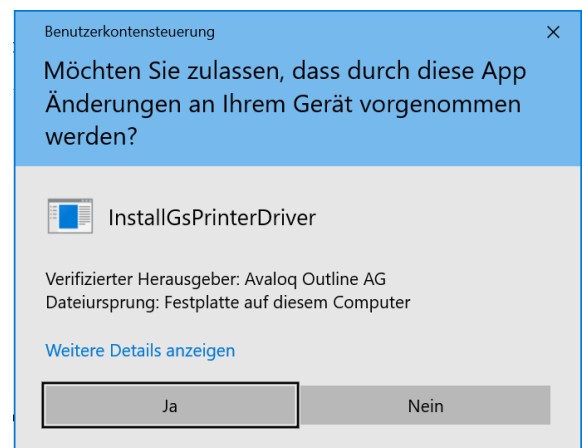 Benutzerkontensteuerung
Möchten Sie zulassen, dass durch diese App
Änderungen an Ihrem Gerät vorgenommen
werden?
InstallGsPrinterDriver
Verifizierter Herausgeber: Avaloq Outline AG
Dateiursprung: Festplatte auf diesem Computer
Weitere Details anzeigen
Ja
Nein